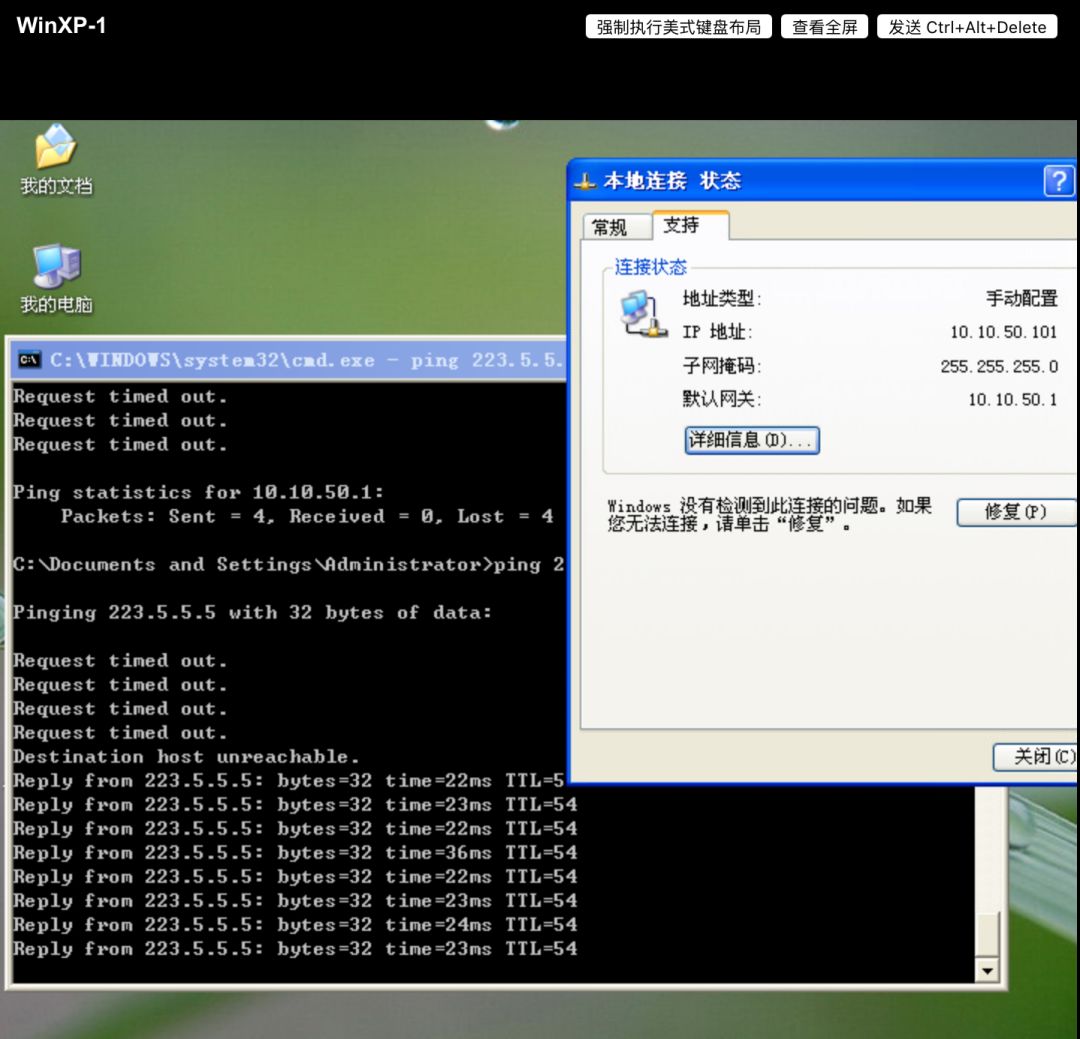 WinXP-1
强制执行美式键盘布局
查看全屏
发送 Ctrl+Alt+Delete
我的文档
我的电脑
C:\WINDOWS\system32\cmd.exe - ping 223.5.5.
Request timed out.
Request timed out.
Request timed out.
Ping statistics for 10.10.50.1:
Packets: Sent = 4, Received = 0, Lost = 4
C:\Documents and Settings\Administrator>ping 2
Pinging 223.5.5.5 with 32 bytes of data:
Request timed out.
Request timed out.
Request timed out.
Request timed out.
Destination host unreachable.
Reply from 223.5.5.5: bytes=32 time=22ms TTL=5
Reply from 223.5.5.5: bytes=32 time=23ms TTL=54
Reply from 223.5.5.5: bytes=32 time=22ms TTL=54
Reply from 223.5.5.5: bytes=32 time=36ms TTL=54
Reply from 223.5.5.5: bytes=32 time=22ms TTL=54
Reply from 223.5.5.5: bytes=32 time=23ms TTL=54
Reply from 223.5.5.5: bytes=32 time=24ms TTL=54
Reply from 223.5.5.5: bytes=32 time=23ms TTL=54
本地连接 状态
常规
支持
连接状态
地址类型: 手动配置
IP 地址: 10.10.50.101
子网掩码: 255.255.255.0
默认网关: 10.10.50.1
详细信息(D)...
Windows 没有检测到此连接的问题。如果
您无法连接，请单击“修复”。
修复(P)
关闭(C)